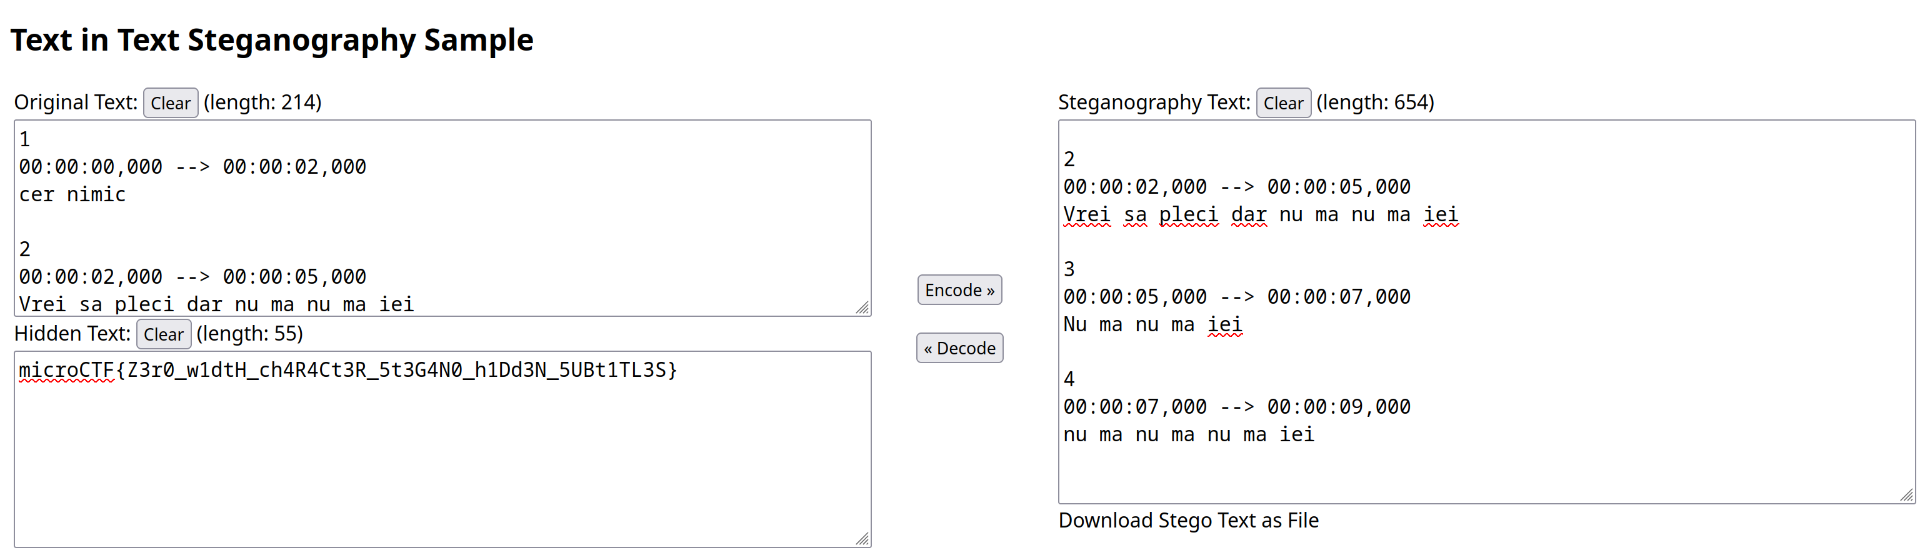 Text in Text Steganography Sample
Original Text: Clear (length: 214)
1
00:00:00,000 --> 00:00:02,000
cer nimic
2
00:00:02,000 --> 00:00:05,000
Vrei sa pleci dar nu ma nu ma iei
Hidden Text: Clear (length: 55)
microCTF{Z3r0_w1dtH_ch4R4Ct3R_5t3G4N0_h1Dd3N_5UBt1TL3S}
Encode »
« Decode
Steganography Text: Clear (length: 654)
2
00:00:02,000 --> 00:00:05,000
Vrei sa pleci dar nu ma nu ma iei
3
00:00:05,000 --> 00:00:07,000
Nu ma nu ma iei
4
00:00:07,000 --> 00:00:09,000
nu ma nu ma nu ma iei
Download Stego Text as File